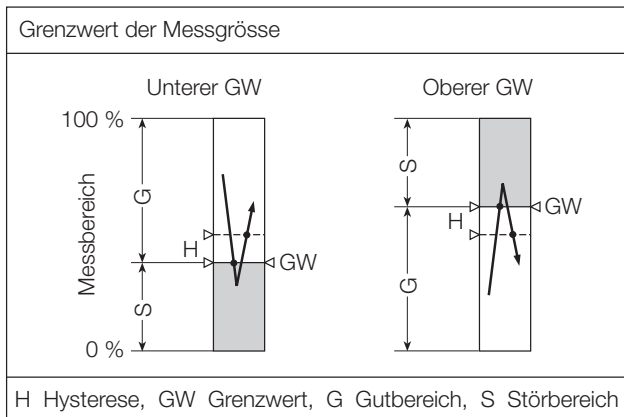 Grenzwert der Messgrösse
Unterer GW
Oberer GW
100 %
Messbereich
0 %
G
S
H
GW
S
G
H
GW
H Hysterese, GW Grenzwert, G Gutbereich, S Störbereich